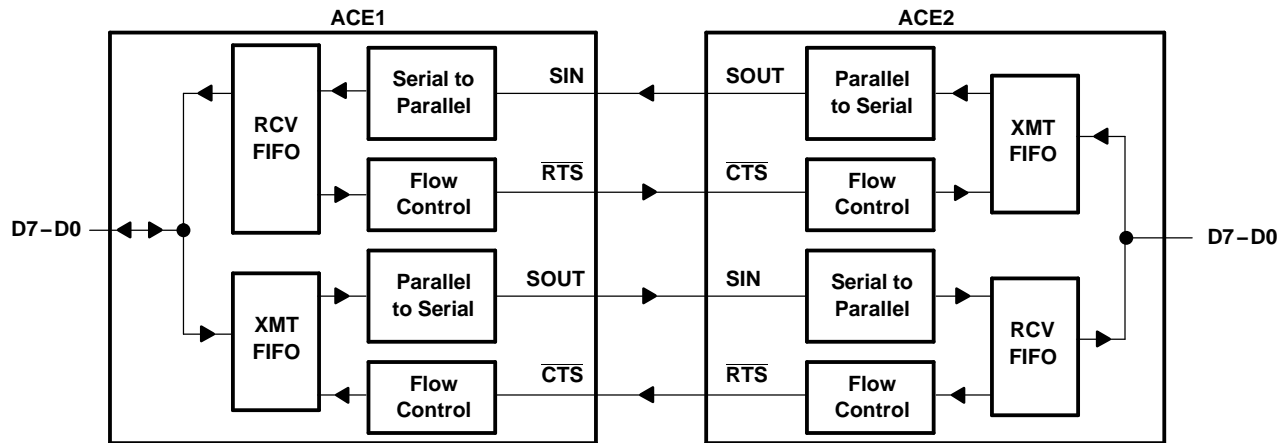 ACE1
ACE2
Serial to
Parallel
SIN
SOUT
Parallel
to Serial
RCV
FIFO
XMT
FIFO
Flow
Control
RTS
CTS
Flow
Control
D7–D0
D7–D0
Parallel
to Serial
SOUT
SIN
Serial to
Parallel
XMT
FIFO
RCV
FIFO
Flow
Control
CTS
RTS
Flow
Control